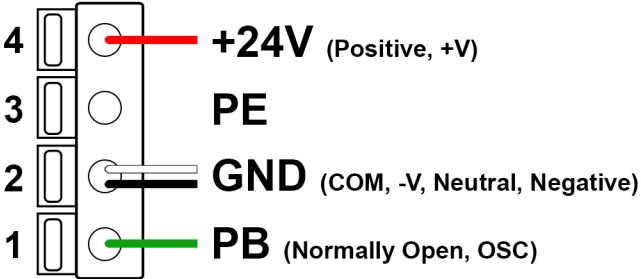 4 +24V (Positive, +V)
3 PE
2 GND (COM, -V, Neutral, Negative)
1 PB (Normally Open, OSC)